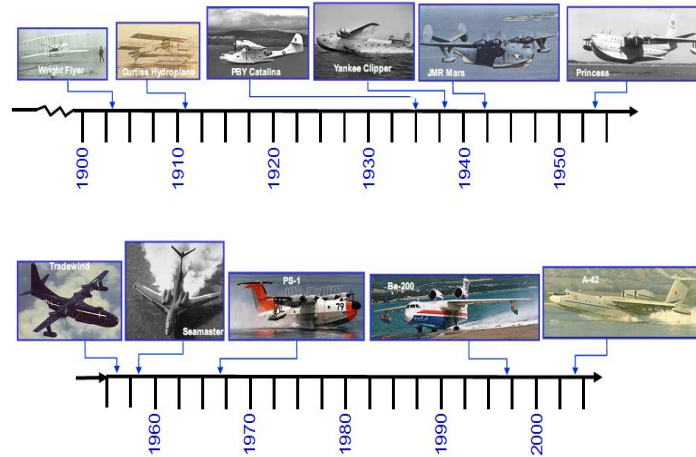 Wright Flyer
Curtiss Hydroplane
PBY Catalina
Yankee Clipper
JMR Mars
Princess
1900
1910
1920
1930
1940
1950
Tradewind
Seamaster
PS-1
79
Be-200
A-42
1960
1970
1980
1990
2000